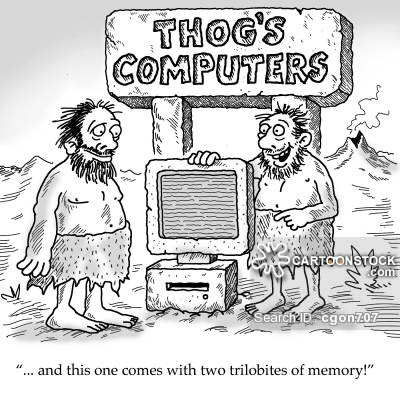 THOG'S
COMPUTERS
CARTOONSTOCK
.com
Search ID: cgon707
“... and this one comes with two trilobites of memory!”